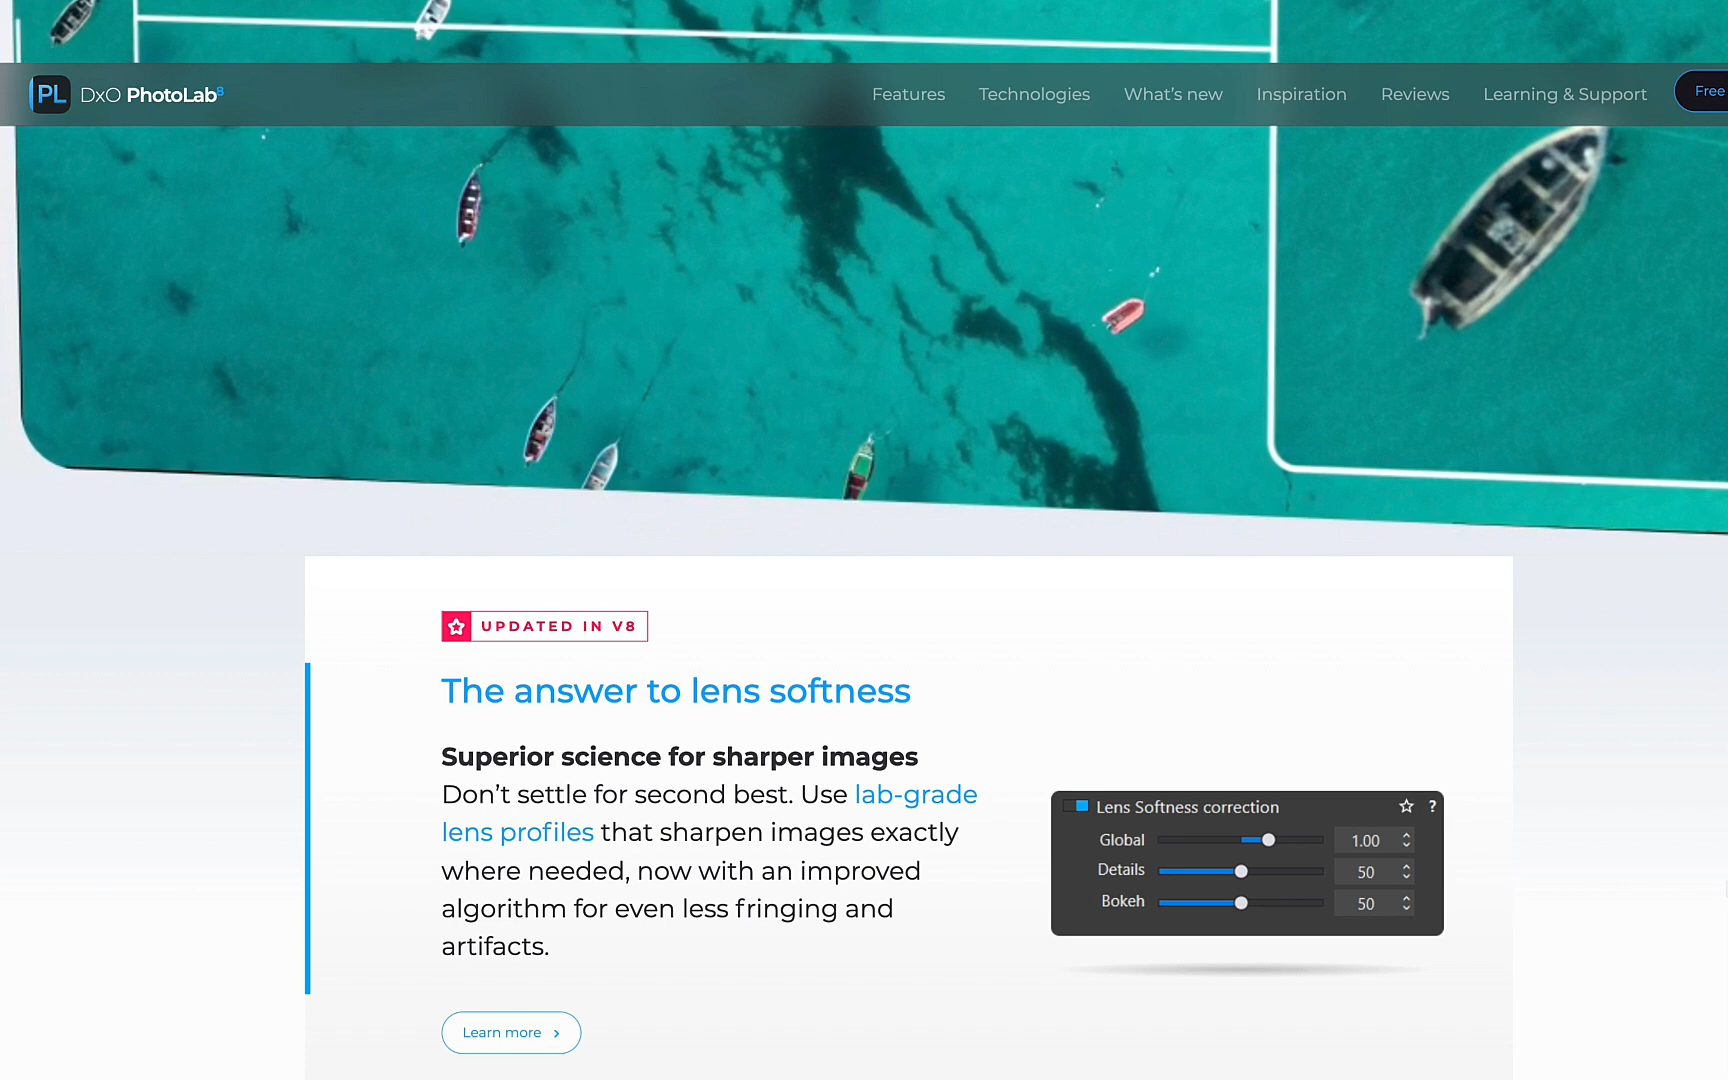 PL DxO PhotoLab8 Features Technologies What's new Inspiration Reviews Learning & Support Free
UPDATED IN V8
The answer to lens softness
Superior science for sharper images
Don't settle for second best. Use lab-grade
lens profiles that sharpen images exactly
where needed, now with an improved
algorithm for even less fringing and
artifacts.
Learn more
Lens Softness correction ?
Global 1.00
Details 50
Bokeh 50